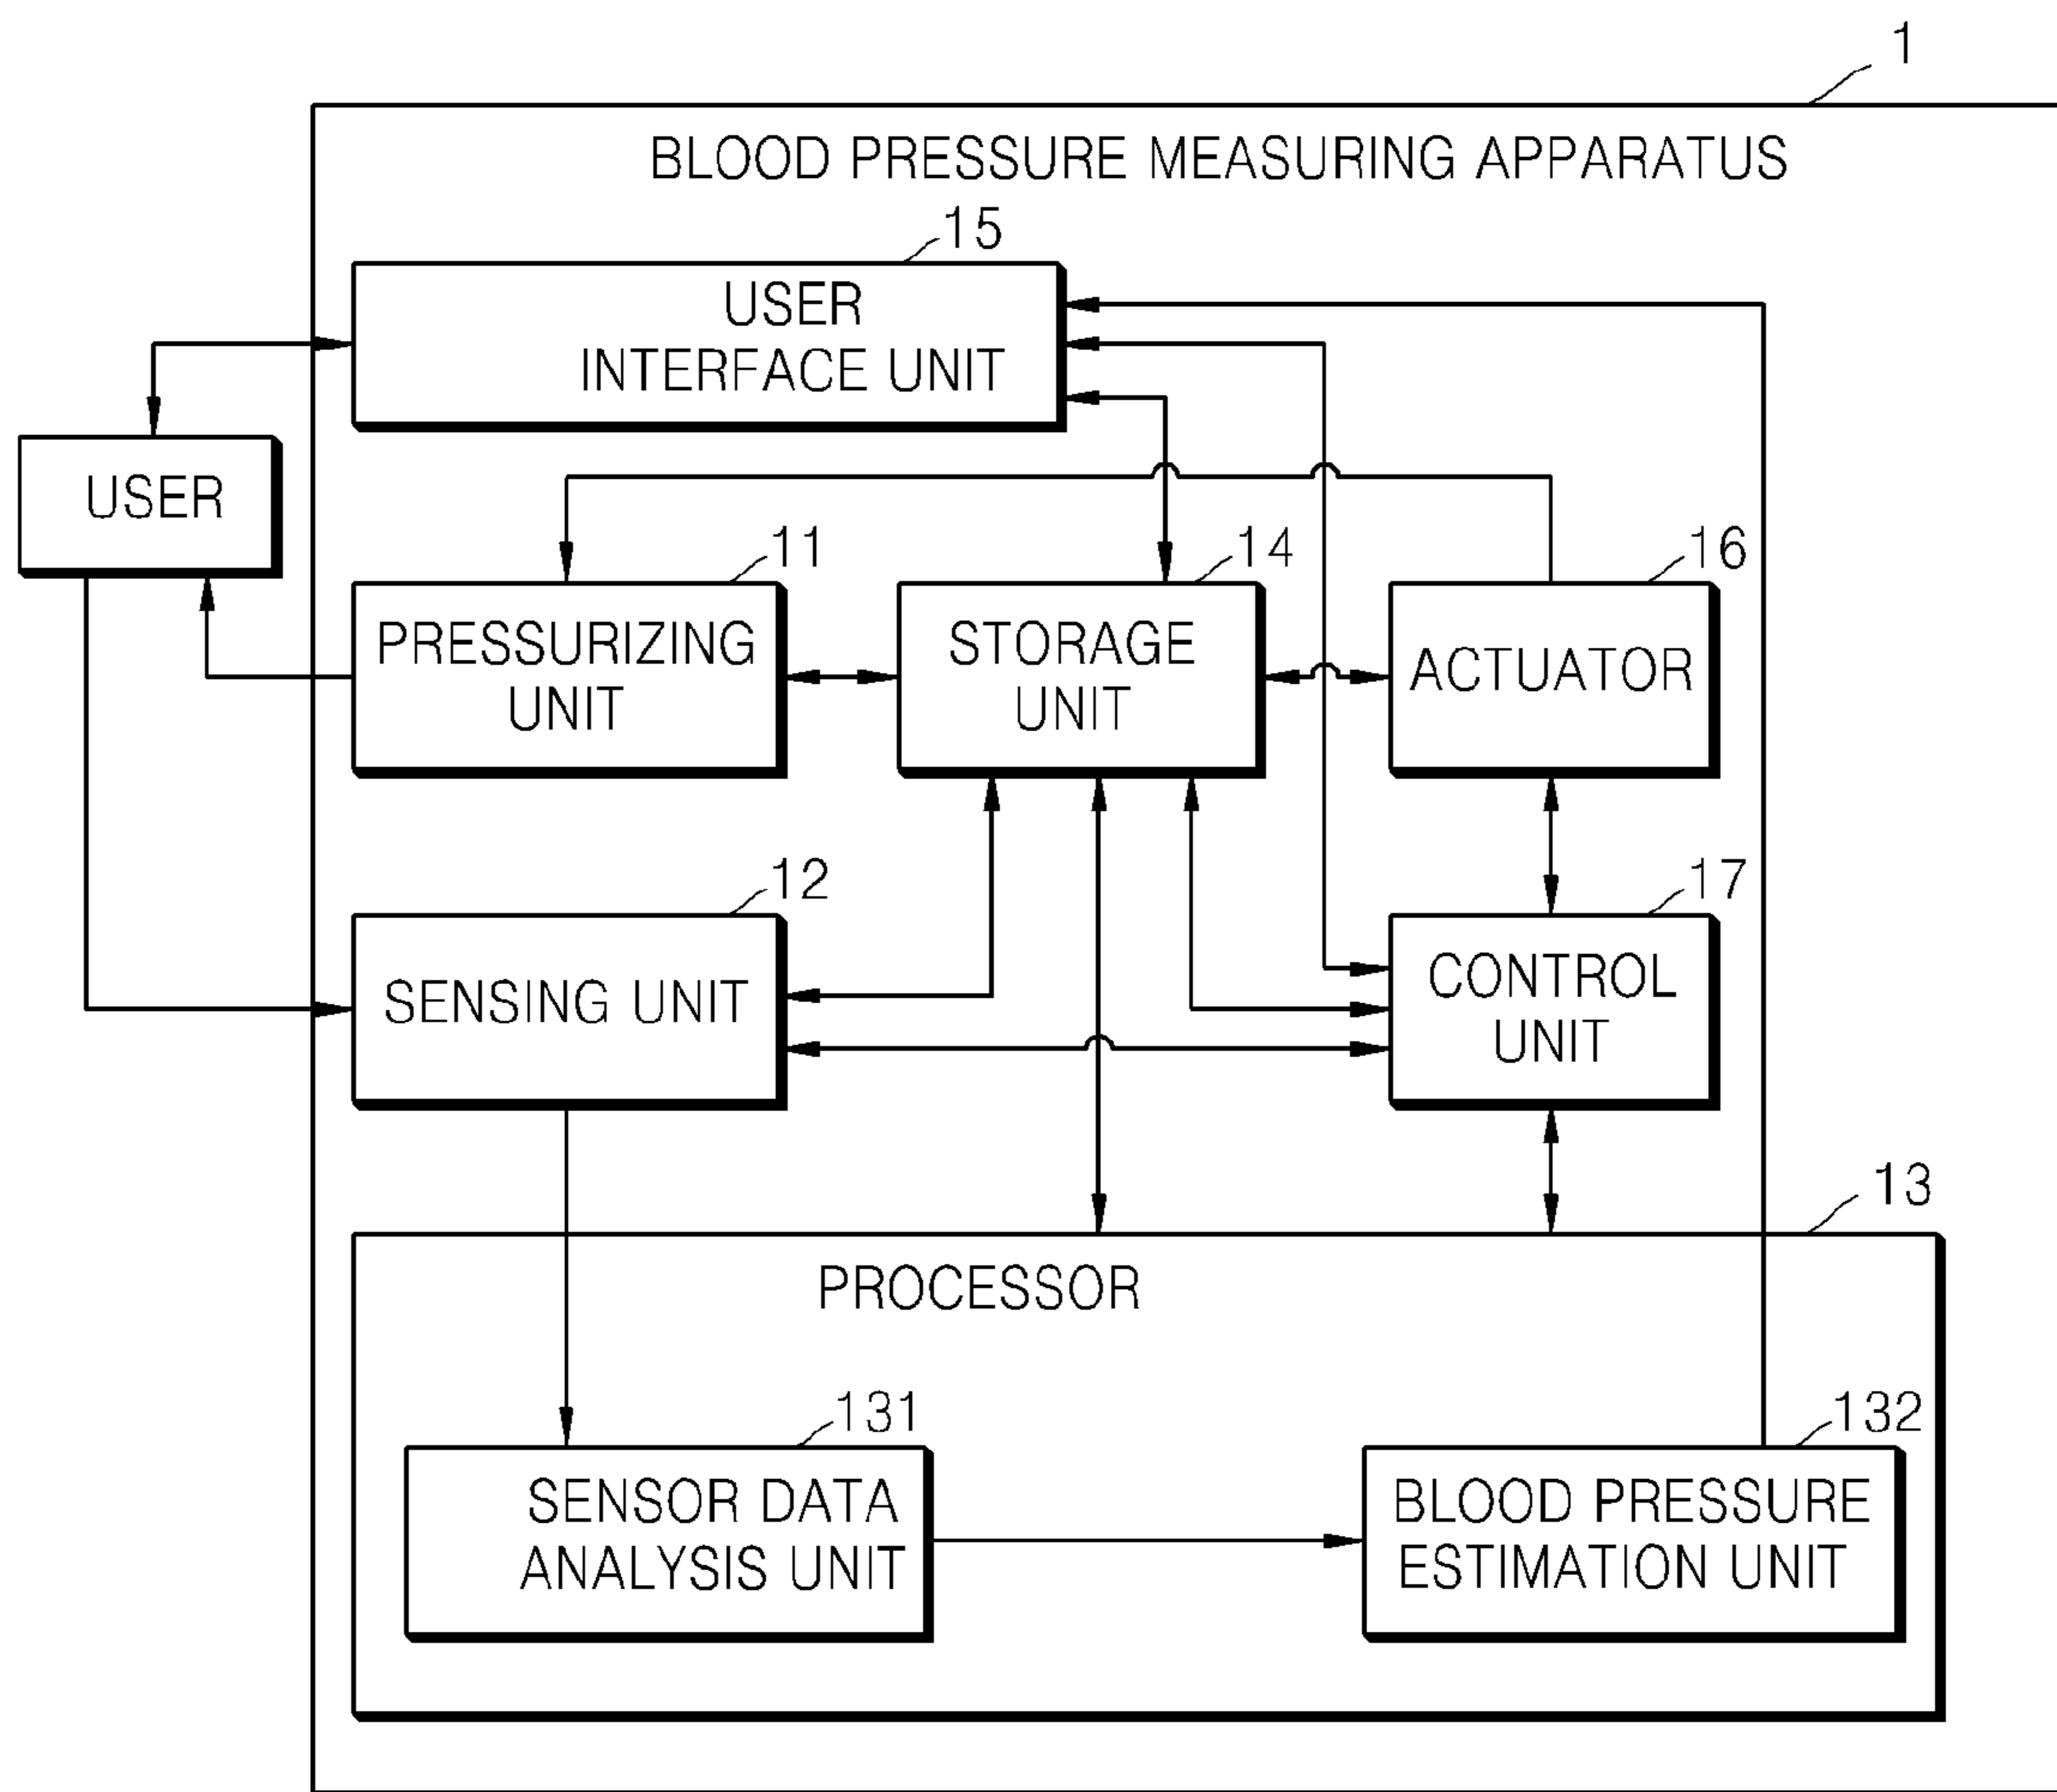 1
BLOOD PRESSURE MEASURING APPARATUS
15
USER
INTERFACE UNIT
USER
11
PRESSURIZING
UNIT
14
STORAGE
UNIT
16
ACTUATOR
12
SENSING UNIT
17
CONTROL
UNIT
13
PROCESSOR
131
SENSOR DATA
ANALYSIS UNIT
132
BLOOD PRESSURE
ESTIMATION UNIT